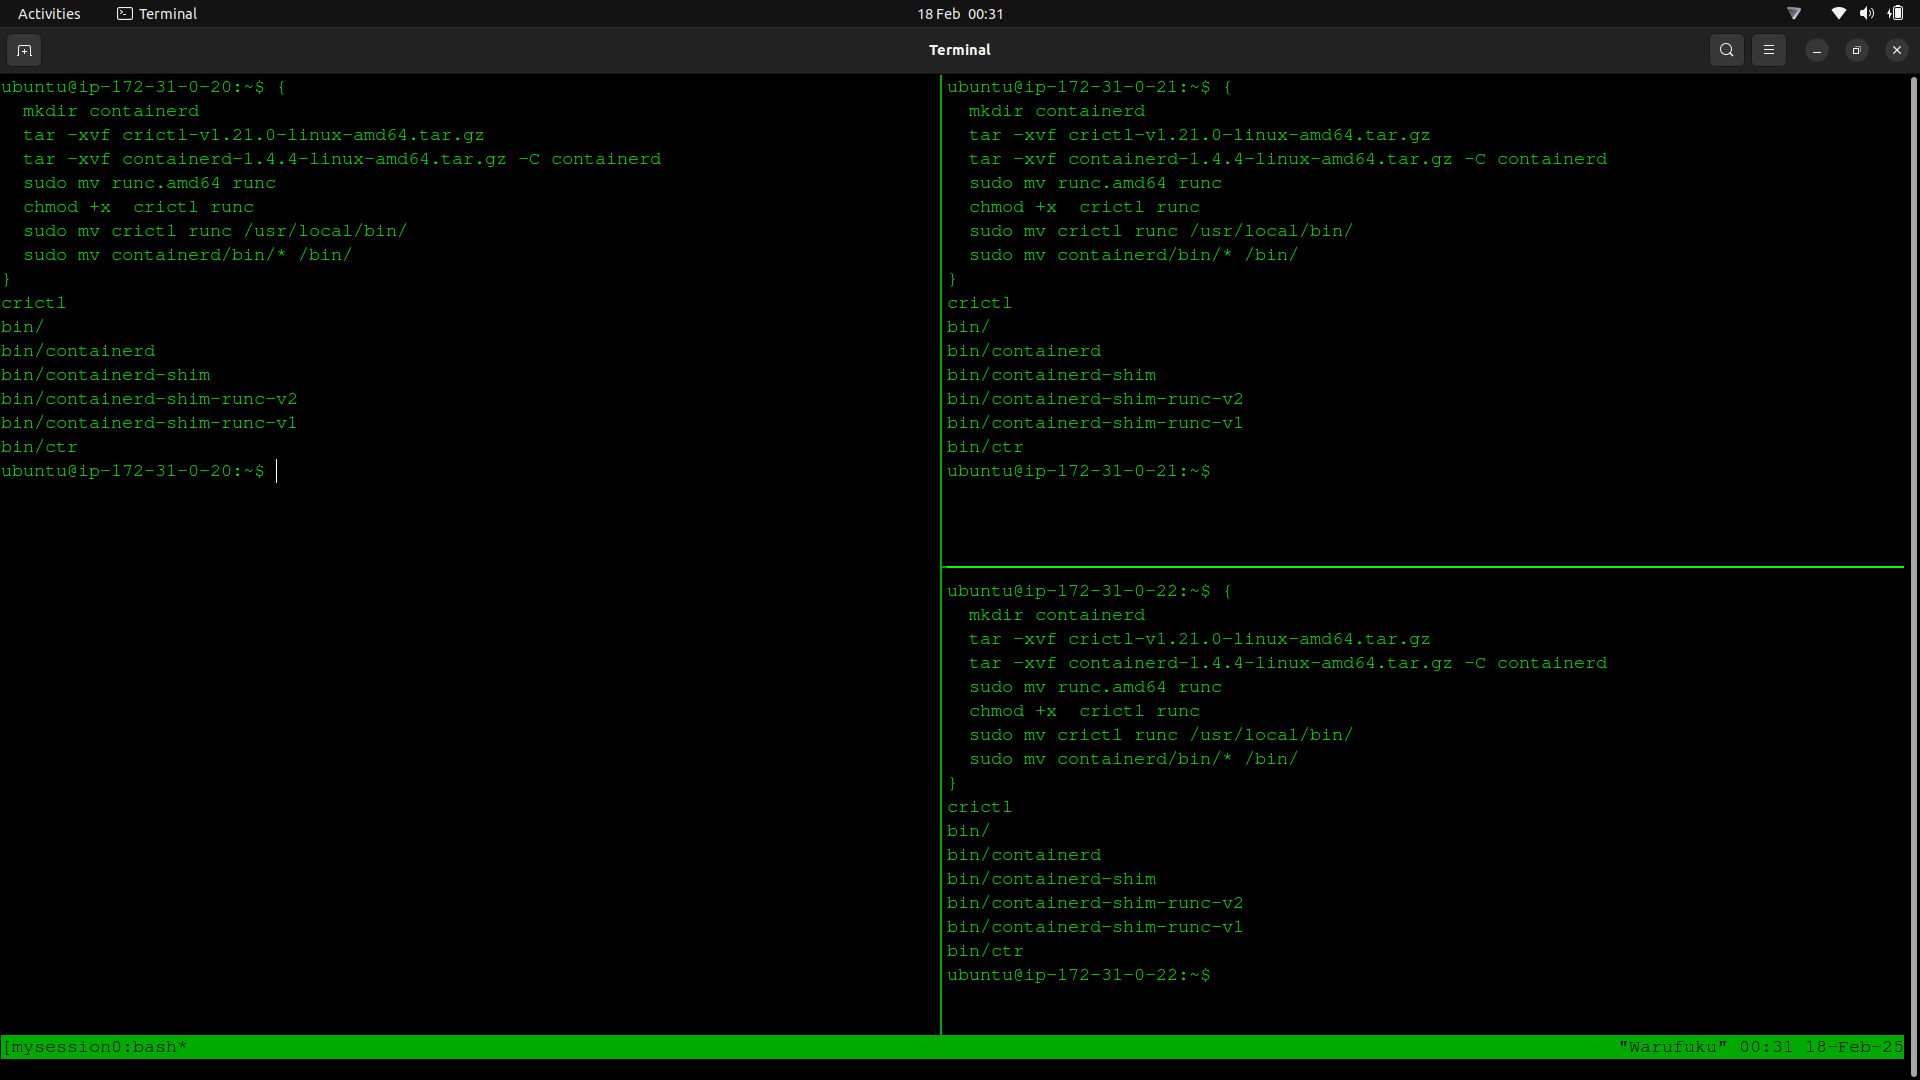 Activities Terminal 18 Feb 00:31
Terminal
ubuntu@ip-172-31-0-20:~$ {
  mkdir containerd
  tar -xvf crictl-v1.21.0-linux-amd64.tar.gz
  tar -xvf containerd-1.4.4-linux-amd64.tar.gz -C containerd
  sudo mv runc.amd64 runc
  chmod +x  crictl runc
  sudo mv crictl runc /usr/local/bin/
  sudo mv containerd/bin/* /bin/
}
crictl
bin/
bin/containerd
bin/containerd-shim
bin/containerd-shim-runc-v2
bin/containerd-shim-runc-v1
bin/ctr
ubuntu@ip-172-31-0-20:~$
ubuntu@ip-172-31-0-21:~$ {
  mkdir containerd
  tar -xvf crictl-v1.21.0-linux-amd64.tar.gz
  tar -xvf containerd-1.4.4-linux-amd64.tar.gz -C containerd
  sudo mv runc.amd64 runc
  chmod +x  crictl runc
  sudo mv crictl runc /usr/local/bin/
  sudo mv containerd/bin/* /bin/
}
crictl
bin/
bin/containerd
bin/containerd-shim
bin/containerd-shim-runc-v2
bin/containerd-shim-runc-v1
bin/ctr
ubuntu@ip-172-31-0-21:~$
ubuntu@ip-172-31-0-22:~$ {
  mkdir containerd
  tar -xvf crictl-v1.21.0-linux-amd64.tar.gz
  tar -xvf containerd-1.4.4-linux-amd64.tar.gz -C containerd
  sudo mv runc.amd64 runc
  chmod +x  crictl runc
  sudo mv crictl runc /usr/local/bin/
  sudo mv containerd/bin/* /bin/
}
crictl
bin/
bin/containerd
bin/containerd-shim
bin/containerd-shim-runc-v2
bin/containerd-shim-runc-v1
bin/ctr
ubuntu@ip-172-31-0-22:~$
[mysession0:bash* "Warufuku" 00:31 18-Feb-25